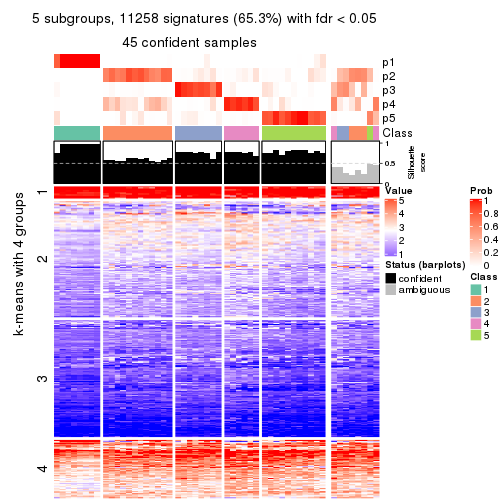 5 subgroups, 11258 signatures (65.3%) with fdr < 0.05
45 confident samples
p1
p2
p3
p4
p5
Class
1
0.5
0
Silhouette
score
k-means with 4 groups
1
2
3
4
Value
5
4
3
2
1
Status (barplots)
confident
ambiguous
Prob
1
0.8
0.6
0.4
0.2
0
Class
1
2
3
4
5